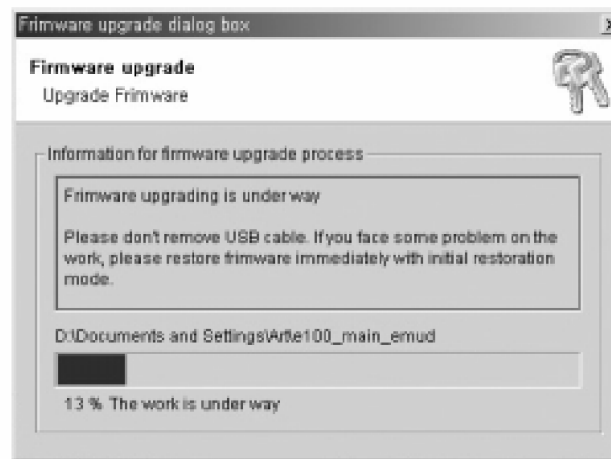 Frimware upgrade dialog box
Firmware upgrade
Upgrade Frimware
Information for firmware upgrade process
Frimware upgrading is under way
Please don't remove USB cable. If you face some problem on the
work, please restore frimware immediately with initial restoration
mode.
D:\Documents and Settings\Art\e100_main_emud
13 % The work is under way